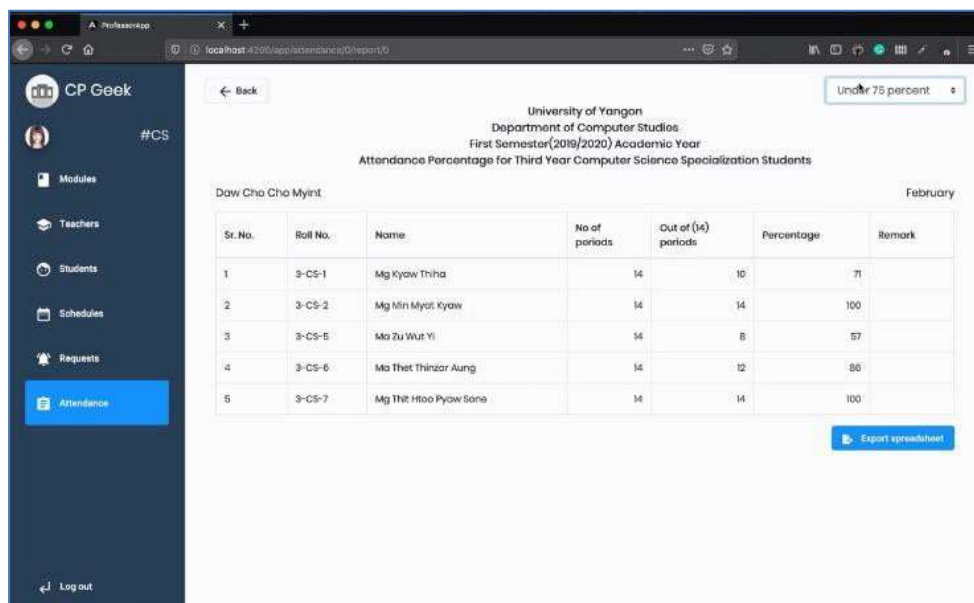 ProfessorApp
localhost:4200/app/attendance/0/report/0
CP Geek
#CS
Modules
Teachers
Students
Schedules
Requests
Attendance
Log out
Back
Under 75 percent
University of Yangon
Department of Computer Studies
First Semester(2019/2020) Academic Year
Attendance Percentage for Third Year Computer Science Specialization Students
Daw Cho Cho Myint February
Sr. No. Roll No. Name No of periods Out of (14) periods Percentage Remark
1 3-CS-1 Mg Kyaw Thiha 14 10 71
2 3-CS-2 Mg Min Myat Kyaw 14 14 100
3 3-CS-5 Ma Zu Wut Yi 14 8 57
4 3-CS-6 Ma Thet Thinzar Aung 14 12 86
5 3-CS-7 Mg Thit Htoo Pyaw Sone 14 14 100
Export spreadsheet